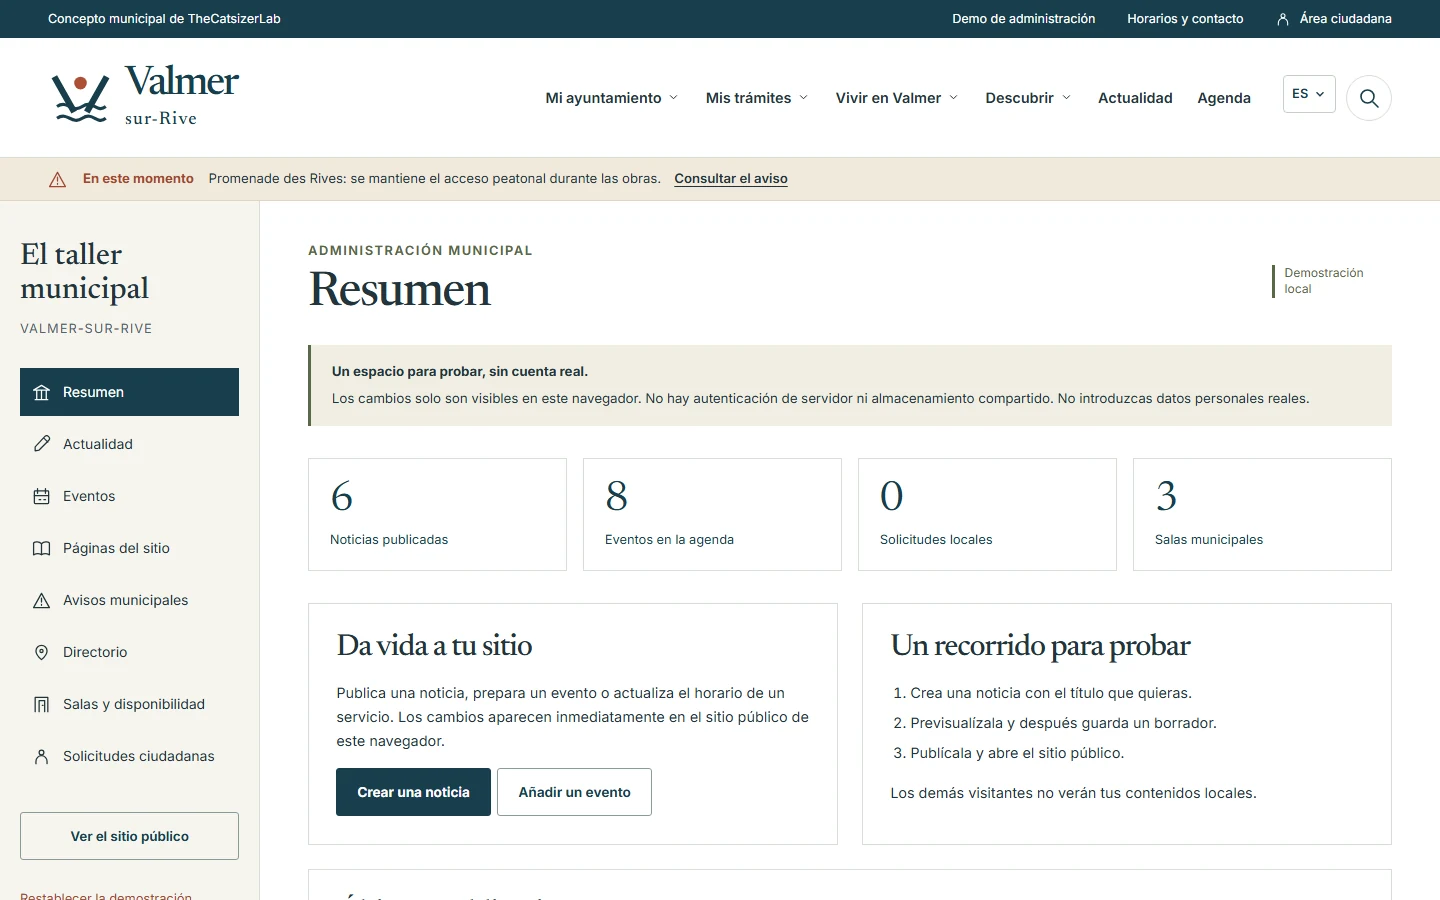 Concepto municipal de TheCatsizerLab
Demo de administración
Horarios y contacto
Área ciudadana
Valmer
sur-Rive
Mi ayuntamiento
Mis trámites
Vivir en Valmer
Descubrir
Actualidad
Agenda
ES
En este momento
Promenade des Rives: se mantiene el acceso peatonal durante las obras.
Consultar el aviso
El taller
municipal
VALMER-SUR-RIVE
Resumen
Actualidad
Eventos
Páginas del sitio
Avisos municipales
Directorio
Salas y disponibilidad
Solicitudes ciudadanas
Ver el sitio público
Restablecer la demostración
ADMINISTRACIÓN MUNICIPAL
Resumen
Demostración
local
Un espacio para probar, sin cuenta real.
Los cambios solo son visibles en este navegador. No hay autenticación de servidor ni almacenamiento compartido. No introduzcas datos personales reales.
6
Noticias publicadas
8
Eventos en la agenda
0
Solicitudes locales
3
Salas municipales
Da vida a tu sitio
Publica una noticia, prepara un evento o actualiza el horario de un
servicio. Los cambios aparecen inmediatamente en el sitio público de
este navegador.
Crear una noticia
Añadir un evento
Un recorrido para probar
1. Crea una noticia con el título que quieras.
2. Previsualízala y después guarda un borrador.
3. Publícala y abre el sitio público.
Los demás visitantes no verán tus contenidos locales.